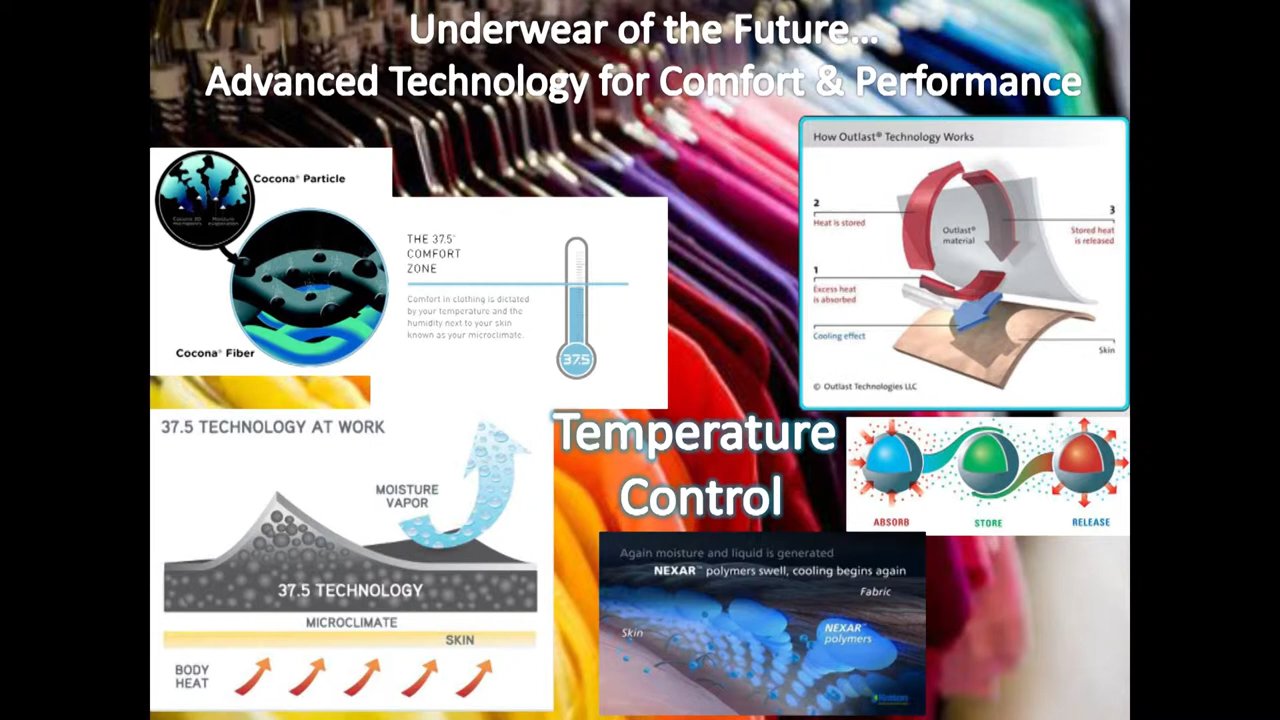 Underwear of the Future...
Advanced Technology for Comfort & Performance
Cocona® Particle
Cocona® Fiber
THE 37.5™
COMFORT
ZONE
Comfort in clothing is dictated
by your temperature and the
humidity next to your skin
known as your microclimate.
37.5
How Outlast® Technology Works
2
Heat is stored
3
Stored heat
is released
Outlast®
material
1
Excess heat
is absorbed
Cooling effect
Skin
© Outlast Technologies LLC
37.5 TECHNOLOGY AT WORK
MOISTURE
VAPOR
37.5 TECHNOLOGY
MICROCLIMATE
SKIN
BODY
HEAT
Temperature
Control
ABSORB
STORE
RELEASE
Again moisture and liquid is generated
NEXAR™ polymers swell, cooling begins again
Fabric
Skin
NEXAR™
polymers